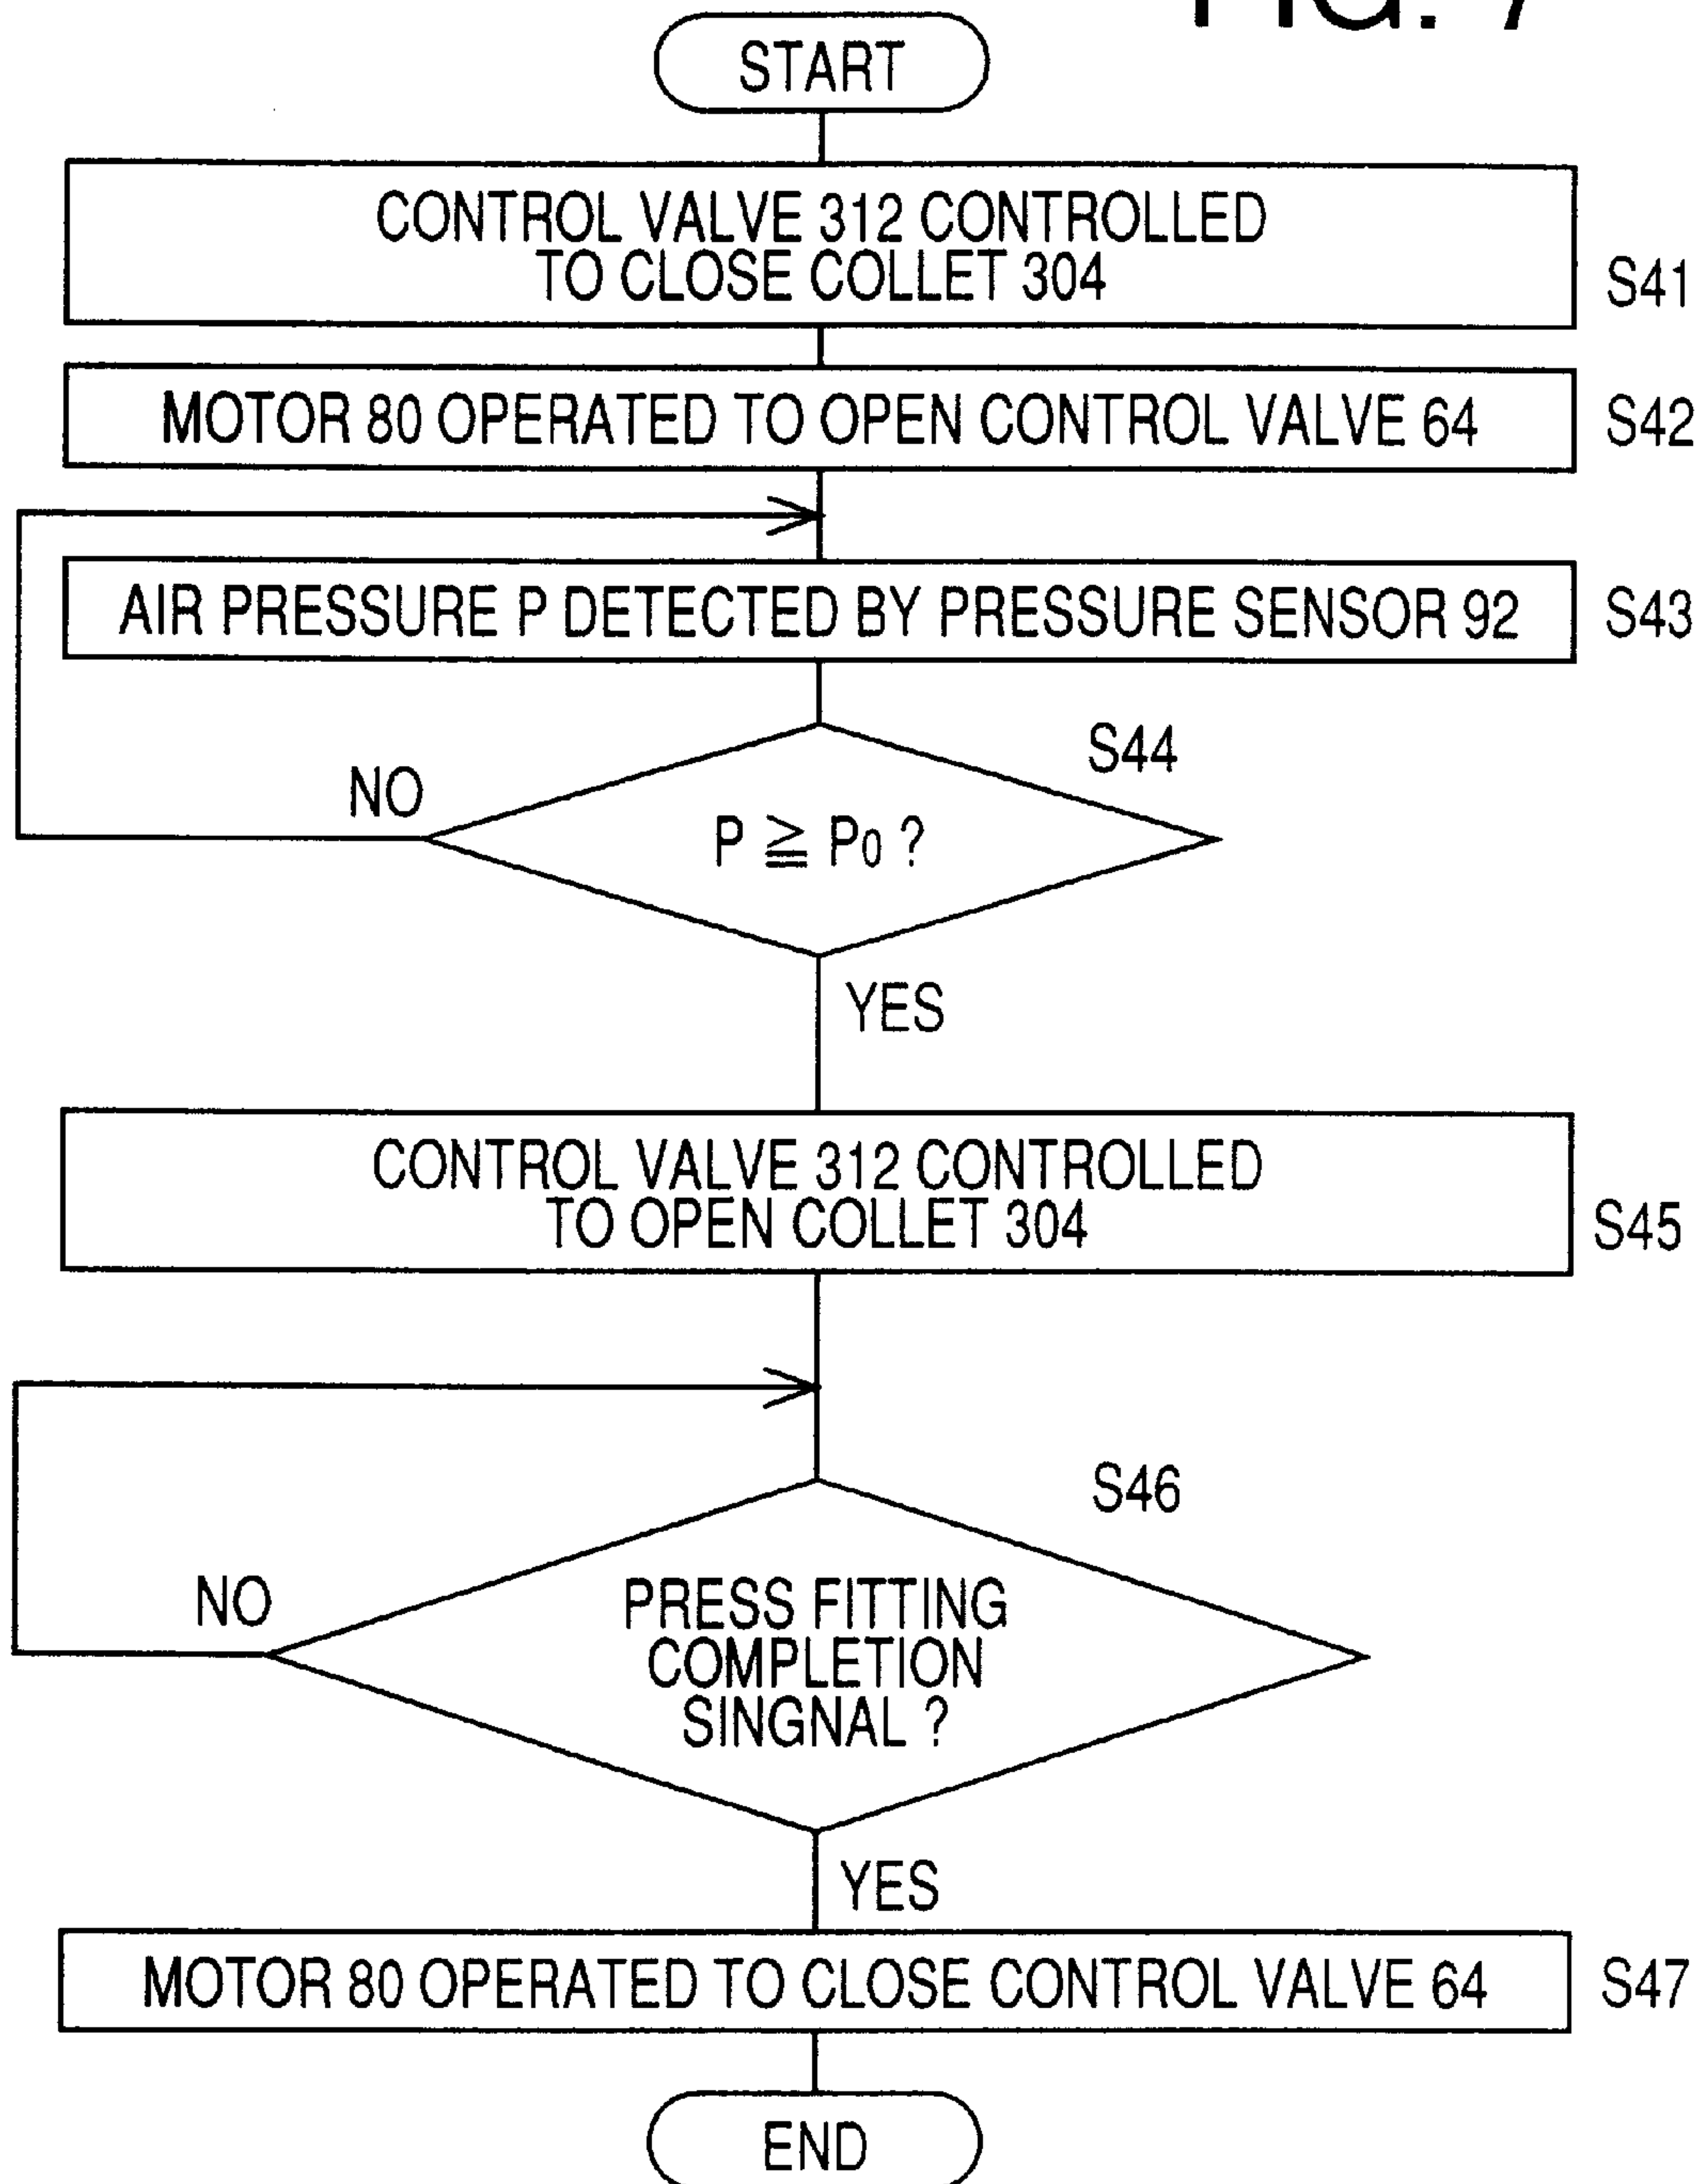 FIG. 7
START
CONTROL VALVE 312 CONTROLLED
TO CLOSE COLLET 304
S41
MOTOR 80 OPERATED TO OPEN CONTROL VALVE 64
S42
AIR PRESSURE P DETECTED BY PRESSURE SENSOR 92
S43
S44
NO
P ≧ P0 ?
YES
CONTROL VALVE 312 CONTROLLED
TO OPEN COLLET 304
S45
S46
NO
PRESS FITTING
COMPLETION
SINGNAL ?
YES
MOTOR 80 OPERATED TO CLOSE CONTROL VALVE 64
S47
END